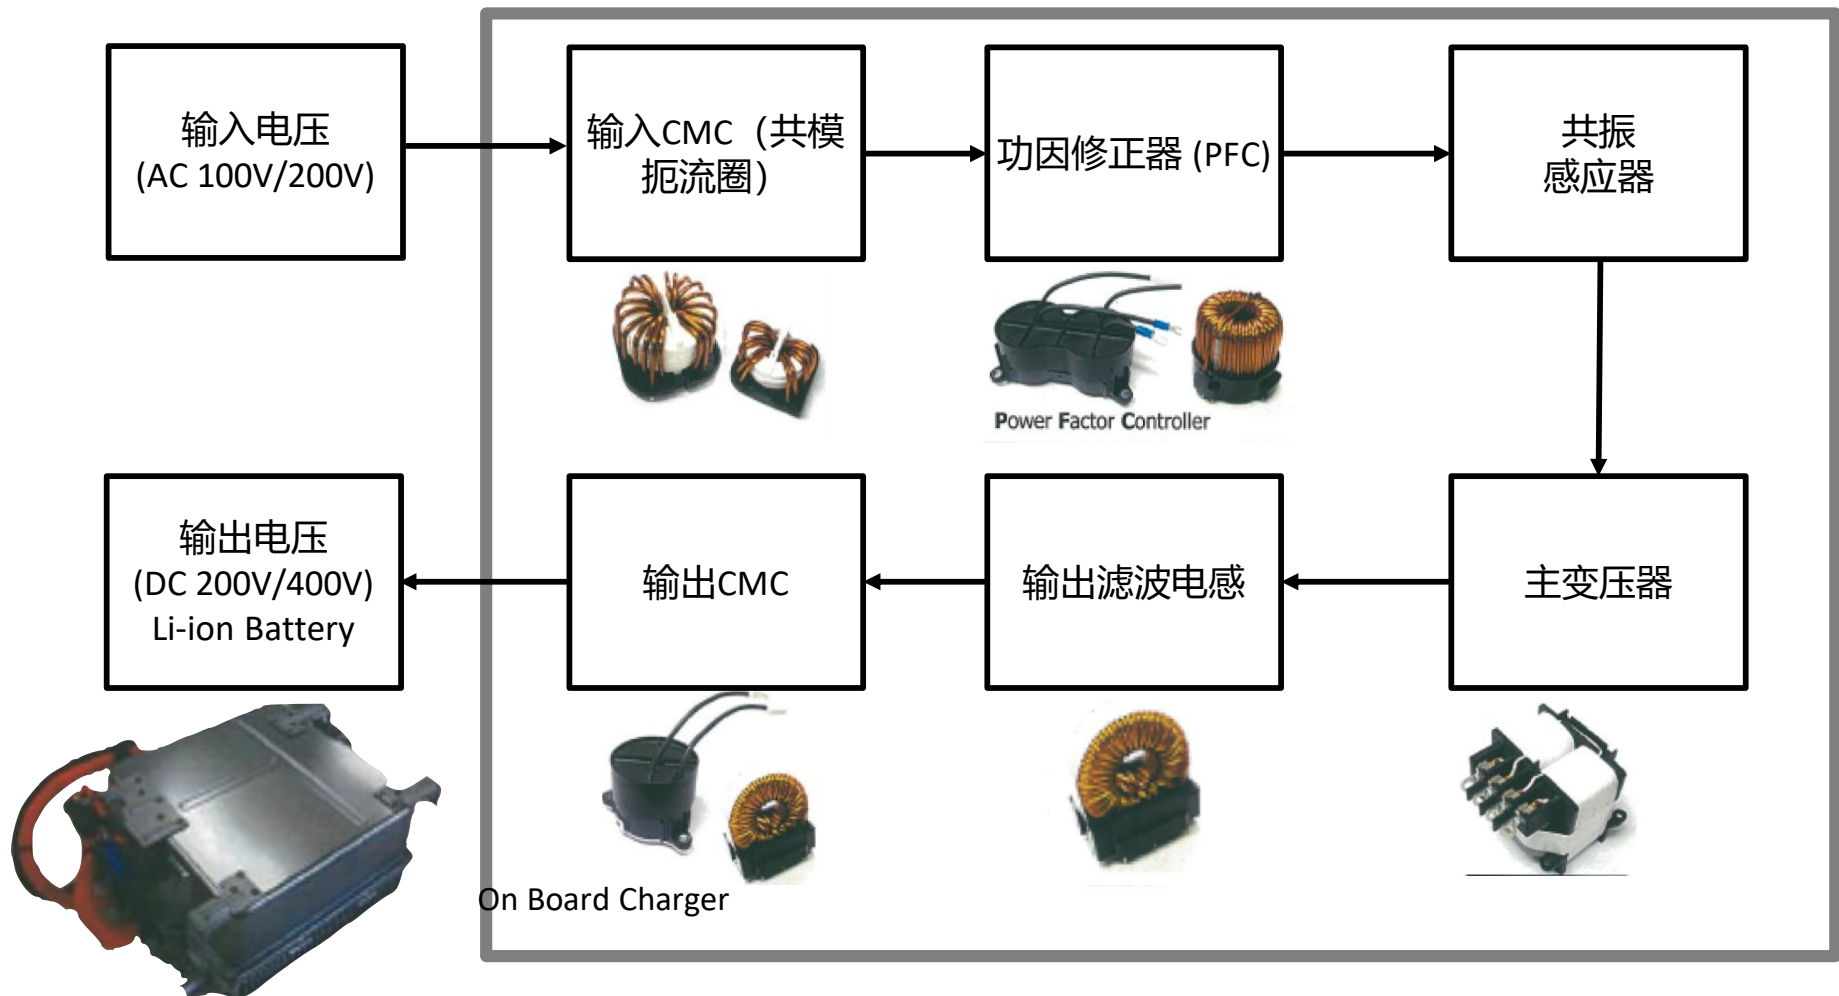 输入电压
(AC 100V/200V)
输入CMC（共模
扼流圈）
功因修正器 (PFC)
共振
感应器
Power Factor Controller
输出电压
(DC 200V/400V)
Li-ion Battery
输出CMC
输出滤波电感
主变压器
On Board Charger